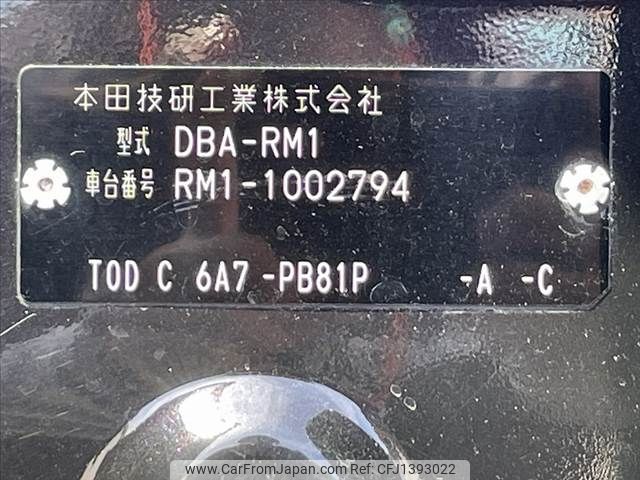 本田技研工業株式会社
型式 DBA-RM1
車台番号 RM1-1002794
TOD C 6A7 -PB81P -A -C
www.CarFromJapan.com Ref: CFJ1393022